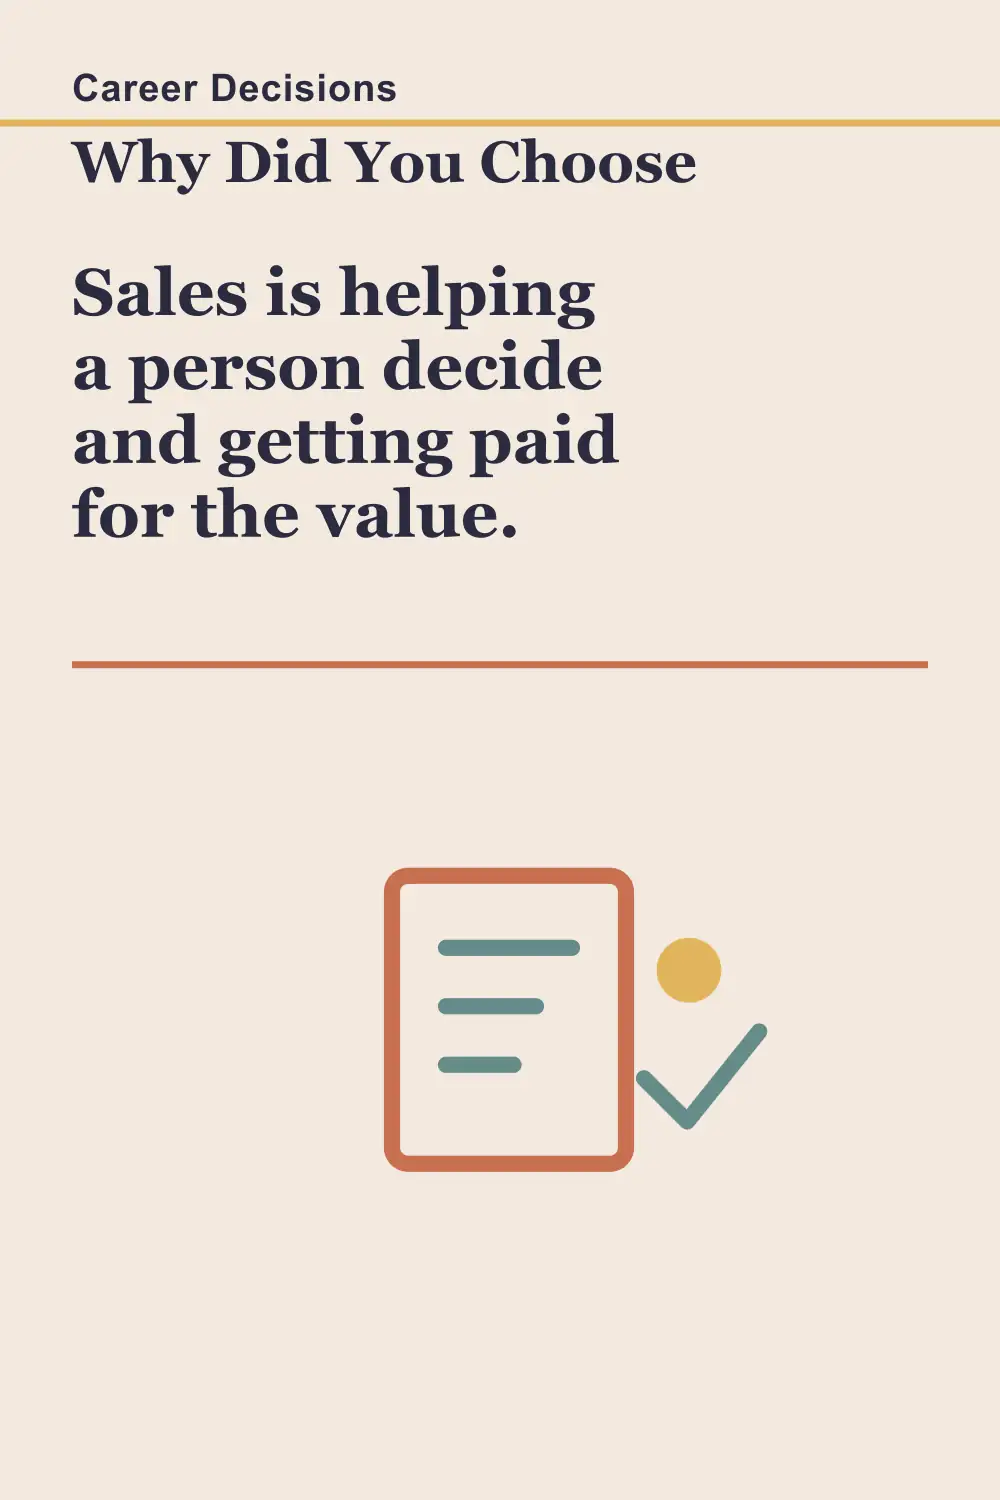 Career Decisions
Why Did You Choose
Sales is helping
a person decide
and getting paid
for the value.